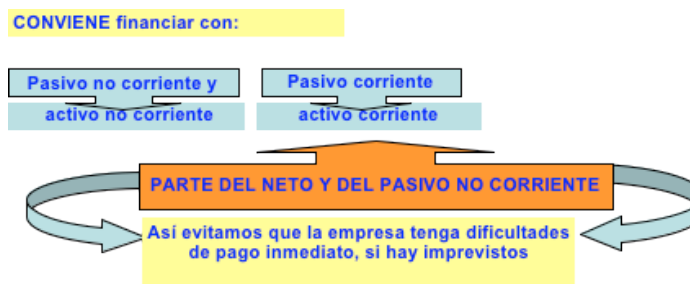 CONVIENE financiar con:
Pasivo no corriente y
activo no corriente
Pasivo corriente
activo corriente
PARTE DEL NETO Y DEL PASIVO NO CORRIENTE
Así evitamos que la empresa tenga dificultades
de pago inmediato, si hay imprevistos